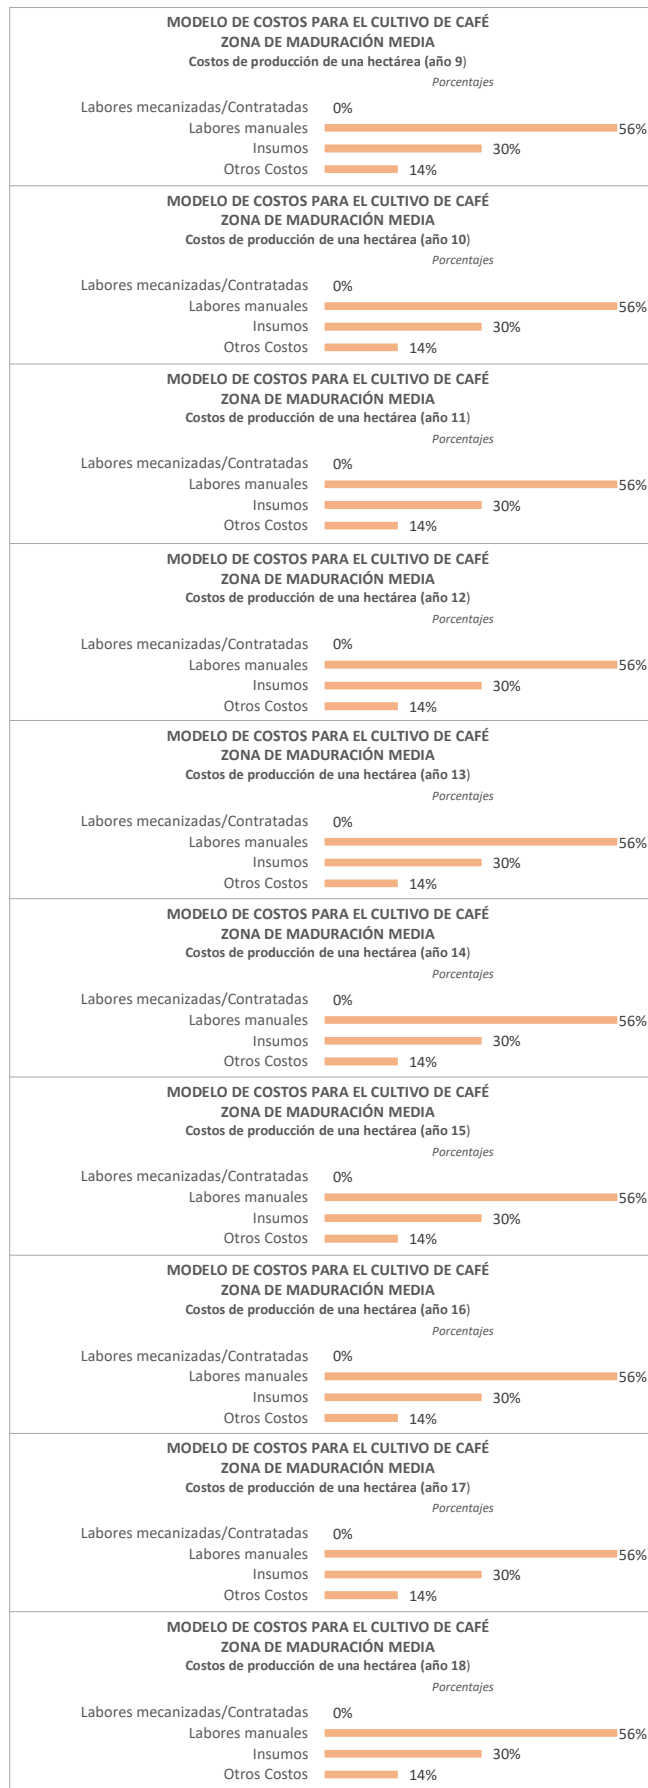 MODELO DE COSTOS PARA EL CULTIVO DE CAFÉ
ZONA DE MADURACIÓN MEDIA
Costos de producción de una hectárea (año 9)
Porcentajes
Labores mecanizadas/Contratadas 0%
Labores manuales 56%
Insumos 30%
Otros Costos 14%
MODELO DE COSTOS PARA EL CULTIVO DE CAFÉ
ZONA DE MADURACIÓN MEDIA
Costos de producción de una hectárea (año 10)
Porcentajes
Labores mecanizadas/Contratadas 0%
Labores manuales 56%
Insumos 30%
Otros Costos 14%
MODELO DE COSTOS PARA EL CULTIVO DE CAFÉ
ZONA DE MADURACIÓN MEDIA
Costos de producción de una hectárea (año 11)
Porcentajes
Labores mecanizadas/Contratadas 0%
Labores manuales 56%
Insumos 30%
Otros Costos 14%
MODELO DE COSTOS PARA EL CULTIVO DE CAFÉ
ZONA DE MADURACIÓN MEDIA
Costos de producción de una hectárea (año 12)
Porcentajes
Labores mecanizadas/Contratadas 0%
Labores manuales 56%
Insumos 30%
Otros Costos 14%
MODELO DE COSTOS PARA EL CULTIVO DE CAFÉ
ZONA DE MADURACIÓN MEDIA
Costos de producción de una hectárea (año 13)
Porcentajes
Labores mecanizadas/Contratadas 0%
Labores manuales 56%
Insumos 30%
Otros Costos 14%
MODELO DE COSTOS PARA EL CULTIVO DE CAFÉ
ZONA DE MADURACIÓN MEDIA
Costos de producción de una hectárea (año 14)
Porcentajes
Labores mecanizadas/Contratadas 0%
Labores manuales 56%
Insumos 30%
Otros Costos 14%
MODELO DE COSTOS PARA EL CULTIVO DE CAFÉ
ZONA DE MADURACIÓN MEDIA
Costos de producción de una hectárea (año 15)
Porcentajes
Labores mecanizadas/Contratadas 0%
Labores manuales 56%
Insumos 30%
Otros Costos 14%
MODELO DE COSTOS PARA EL CULTIVO DE CAFÉ
ZONA DE MADURACIÓN MEDIA
Costos de producción de una hectárea (año 16)
Porcentajes
Labores mecanizadas/Contratadas 0%
Labores manuales 56%
Insumos 30%
Otros Costos 14%
MODELO DE COSTOS PARA EL CULTIVO DE CAFÉ
ZONA DE MADURACIÓN MEDIA
Costos de producción de una hectárea (año 17)
Porcentajes
Labores mecanizadas/Contratadas 0%
Labores manuales 56%
Insumos 30%
Otros Costos 14%
MODELO DE COSTOS PARA EL CULTIVO DE CAFÉ
ZONA DE MADURACIÓN MEDIA
Costos de producción de una hectárea (año 18)
Porcentajes
Labores mecanizadas/Contratadas 0%
Labores manuales 56%
Insumos 30%
Otros Costos 14%